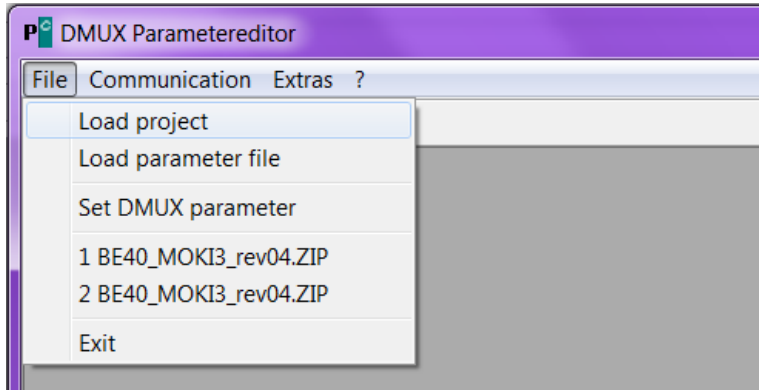 DMUX Parametereditor
File Communication Extras ?
Load project
Load parameter file
Set DMUX parameter
1 BE40_MOKI3_rev04.ZIP
2 BE40_MOKI3_rev04.ZIP
Exit